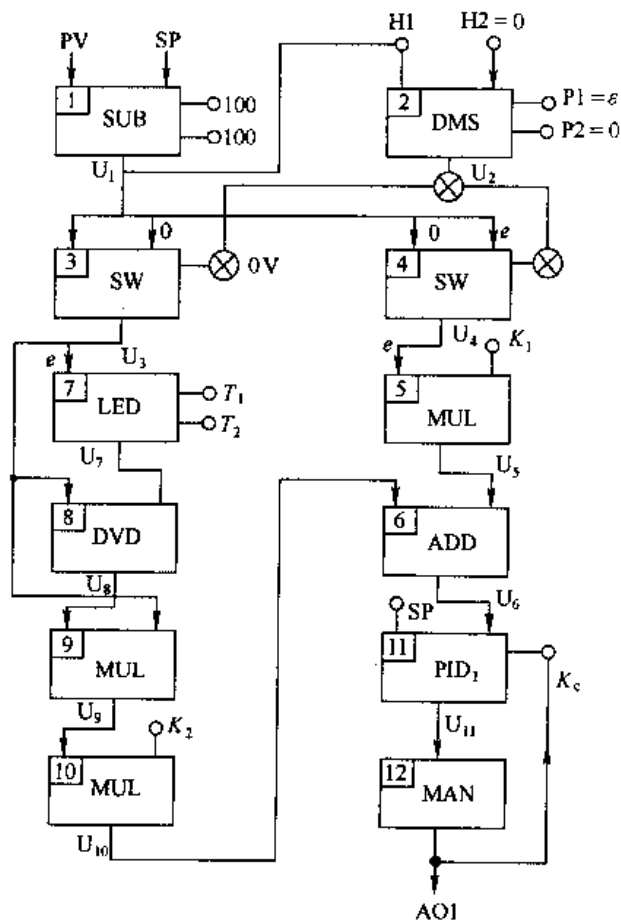 PV
SP
H1
H2 = 0
1
SUB
100
100
2
DMS
P1 = ε
P2 = 0
U1
U2
0
0
e
3
SW
0V
4
SW
U3
U4
K1
e
e
7
LED
T1
T2
5
MUL
U7
U5
8
DVD
6
ADD
U8
U6
SP
9
MUL
11
PID1
Kc
U9
K2
U11
10
MUL
12
MAN
U10
AO1